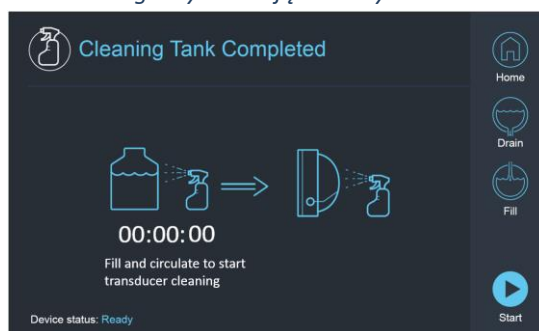 Cleaning Tank Completed
Home
Drain
Fill
00:00:00
Fill and circulate to start
transducer cleaning
Device status: Ready
Start